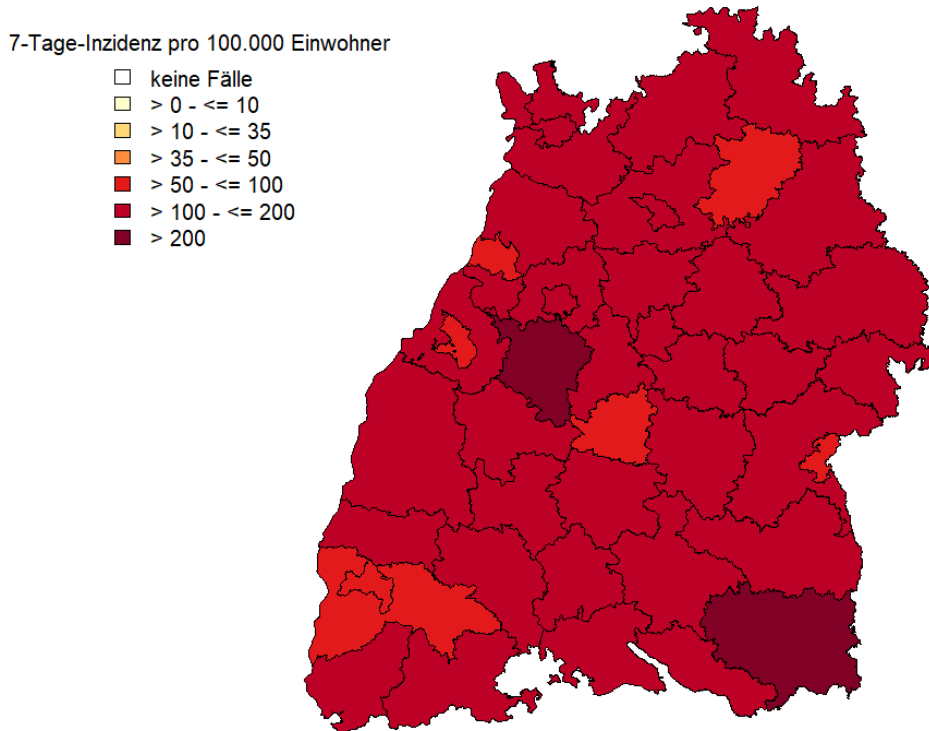 7-Tage-Inzidenz pro 100.000 Einwohner
keine Fälle
> 0 - <= 10
> 10 - <= 35
> 35 - <= 50
> 50 - <= 100
> 100 - <= 200
> 200